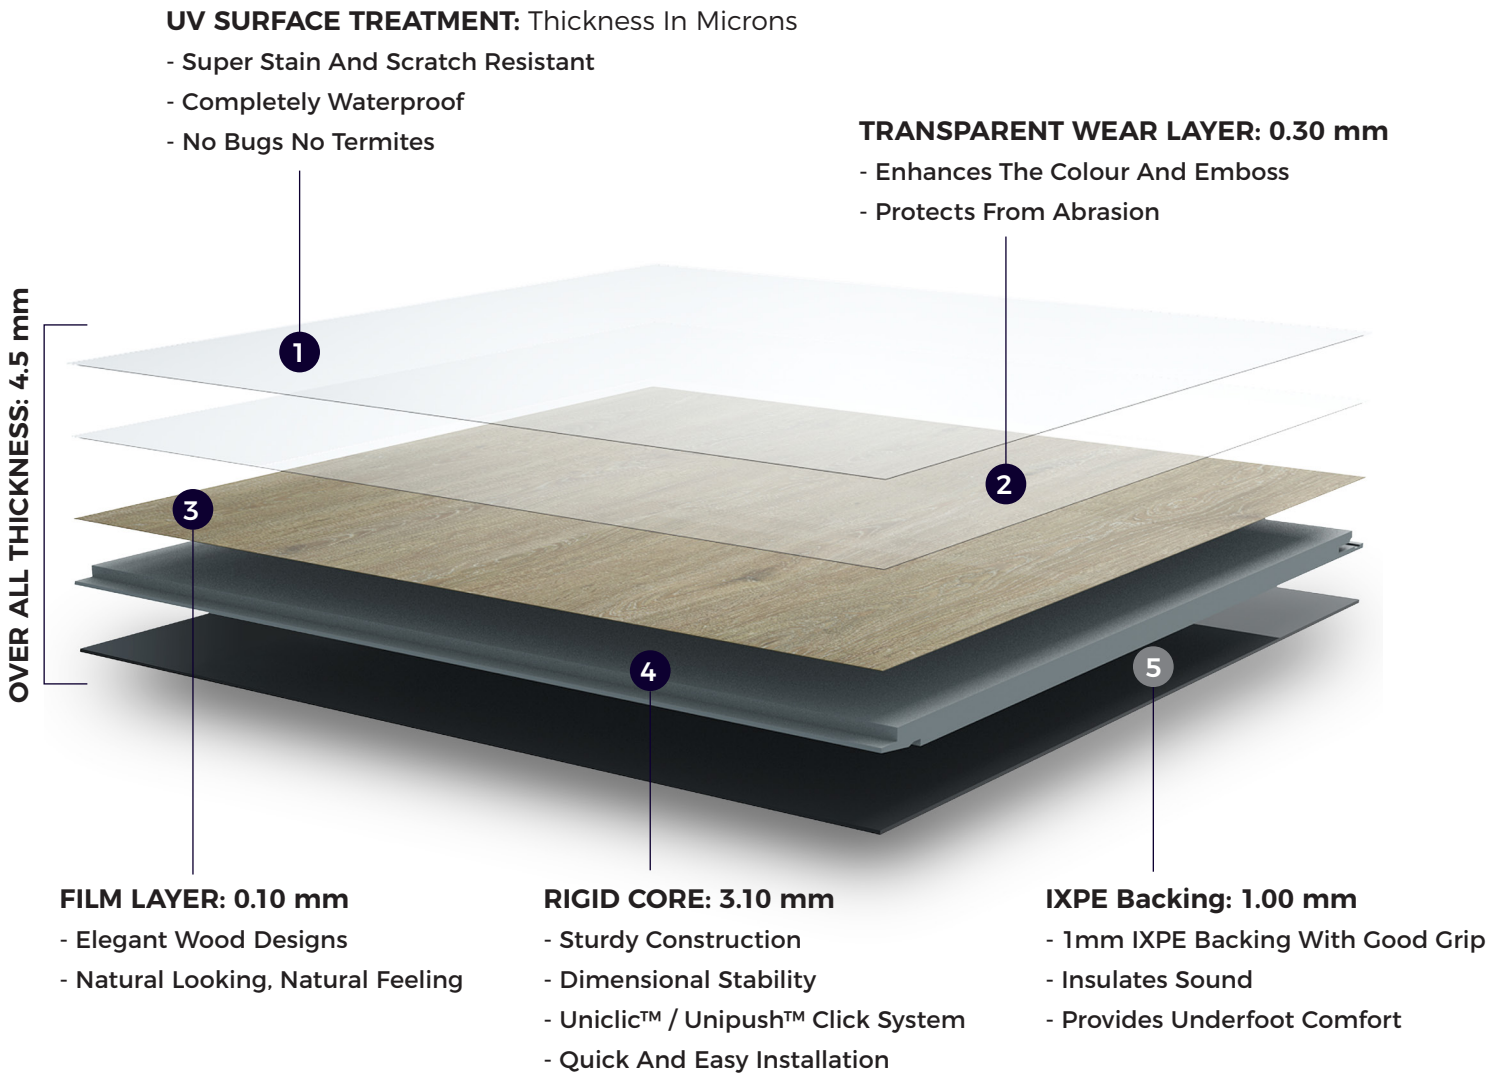 UV SURFACE TREATMENT: Thickness In Microns
- Super Stain And Scratch Resistant
- Completely Waterproof
- No Bugs No Termites
TRANSPARENT WEAR LAYER: 0.30 mm
- Enhances The Colour And Emboss
- Protects From Abrasion
OVER ALL THICKNESS: 4.5 mm
1
2
3
4
5
FILM LAYER: 0.10 mm
- Elegant Wood Designs
- Natural Looking, Natural Feeling
RIGID CORE: 3.10 mm
- Sturdy Construction
- Dimensional Stability
- Uniclic™ / Unipush™ Click System
- Quick And Easy Installation
IXPE Backing: 1.00 mm
- 1mm IXPE Backing With Good Grip
- Insulates Sound
- Provides Underfoot Comfort